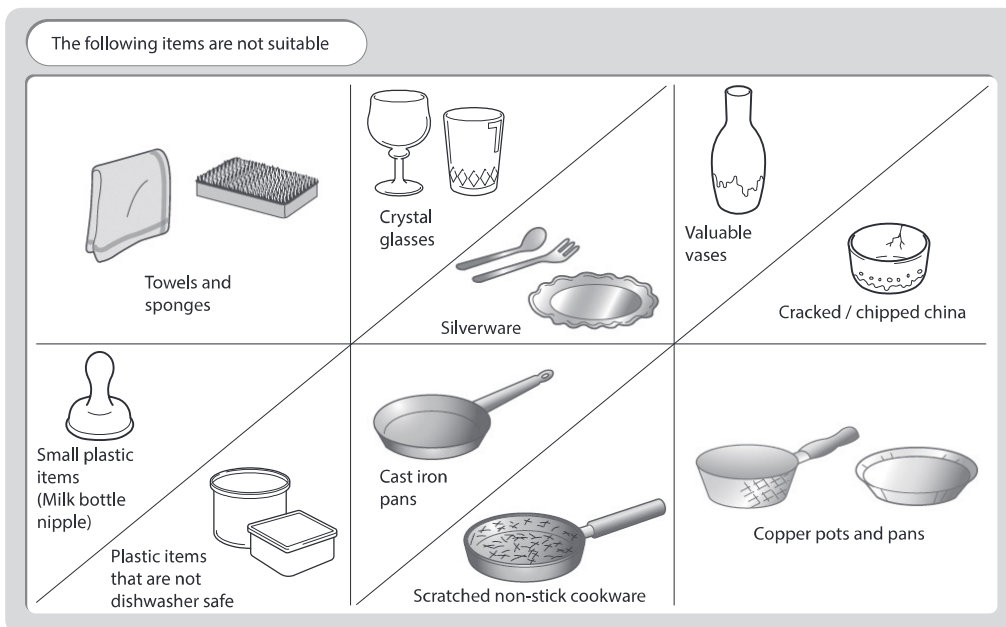 The following items are not suitable
Towels and
sponges
Crystal
glasses
Silverware
Valuable
vases
Cracked / chipped china
Small plastic
items
(Milk bottle
nipple)
Plastic items
that are not
dishwasher safe
Cast iron
pans
Scratched non-stick cookware
Copper pots and pans